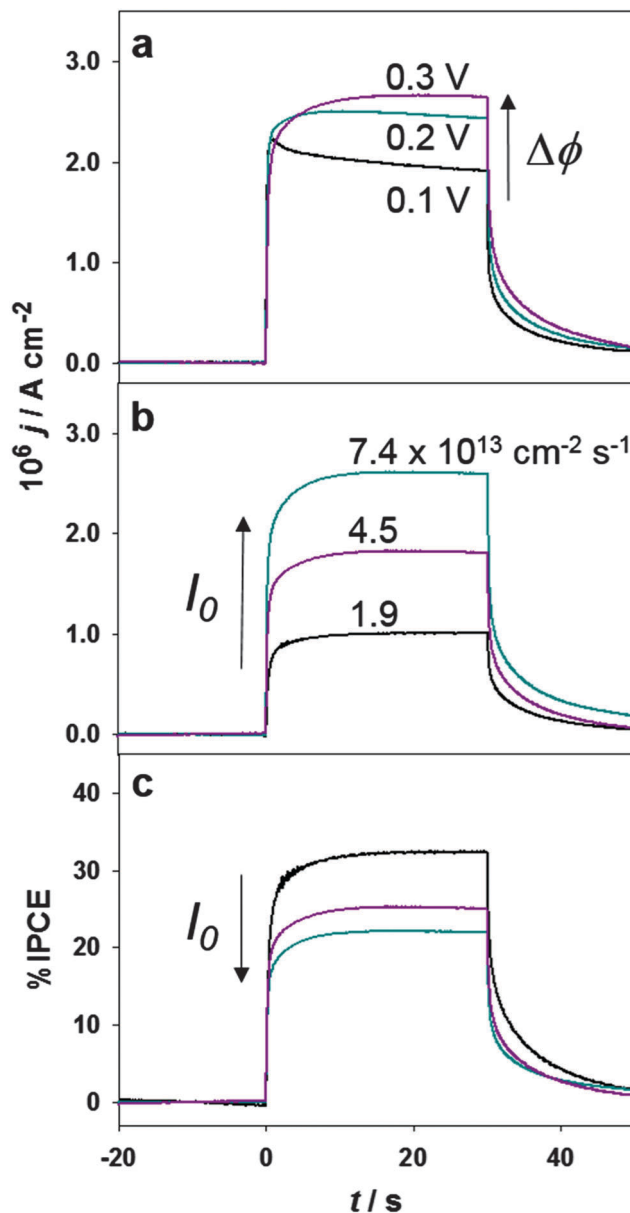 a
3.0
0.3 V
0.2 V
Δϕ
2.0
0.1 V
1.0
0.0
10⁶ j / A cm⁻²
b
3.0
7.4 x 10¹³ cm⁻² s⁻¹
2.0
4.5
I₀
1.0
1.9
0.0
c
40
30
I₀
20
% IPCE
10
0
-20 0 20 40
t / s